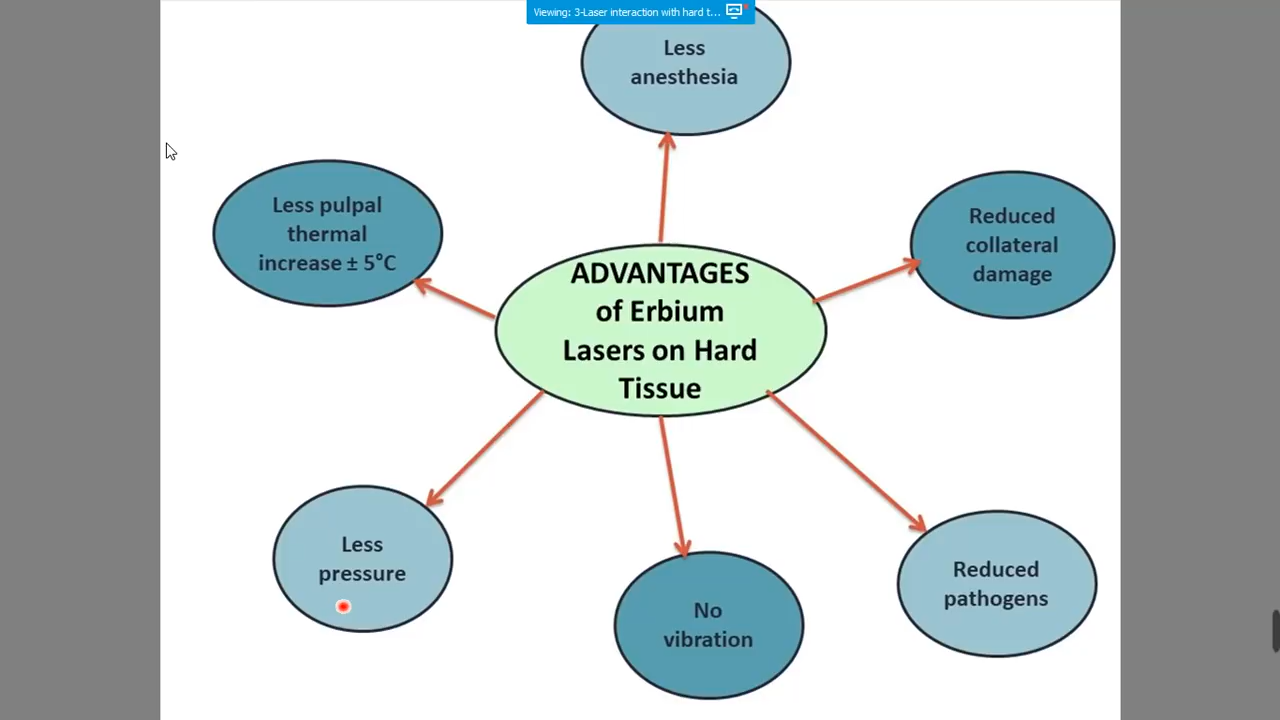 Viewing: 3-Laser interaction with hard t...
Less
anesthesia
Less pulpal
thermal
increase ± 5°C
Reduced
collateral
damage
ADVANTAGES
of Erbium
Lasers on Hard
Tissue
Less
pressure
No
vibration
Reduced
pathogens